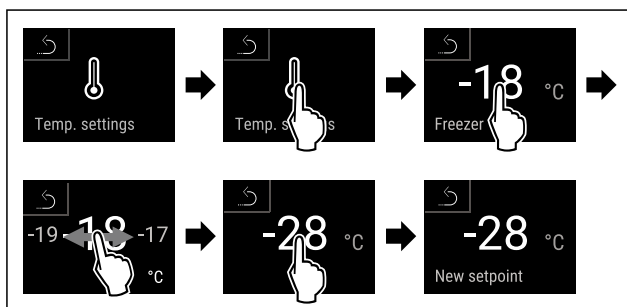 Temp. settings
Temp. s s
-18 °C
Freezer
-19 -18 -17
°C
-28 °C
-28 °C
New setpoint